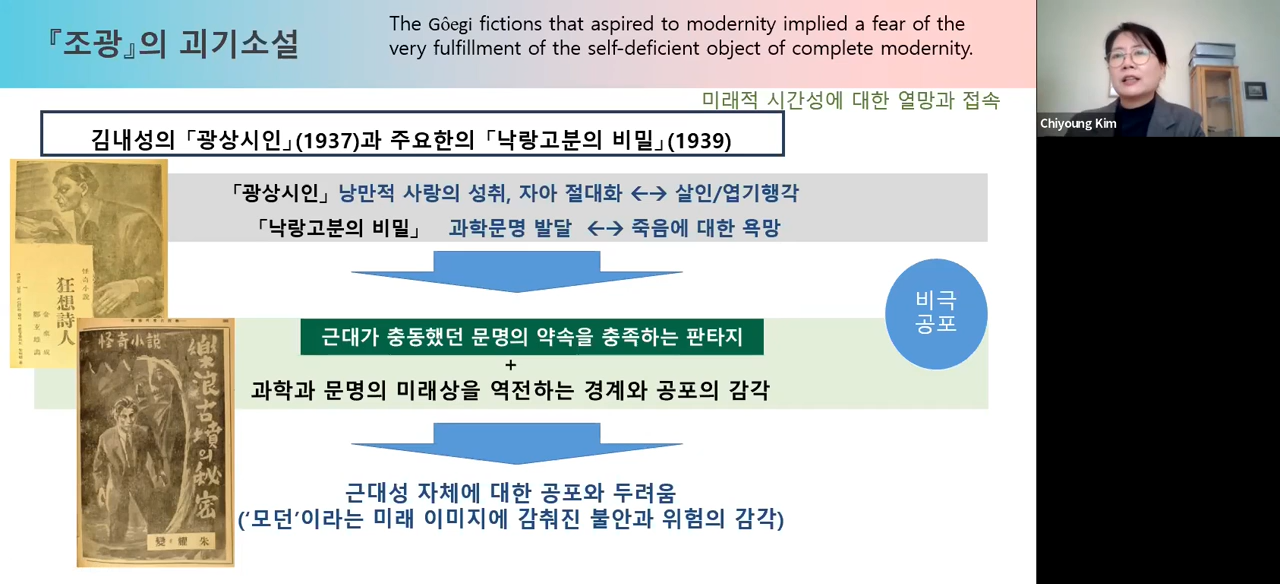 『조광』의 괴기소설
The Gôegi fictions that aspired to modernity implied a fear of the
very fulfillment of the self-deficient object of complete modernity.
Chiyoung Kim
미래적 시간성에 대한 열망과 접속
김내성의 「광상시인」(1937)과 주요한의 「낙랑고분의 비밀」(1939)
「광상시인」 낭만적 사랑의 성취, 자아 절대화 ←→ 살인/엽기행각
「낙랑고분의 비밀」 과학문명 발달 ←→ 죽음에 대한 욕망
비극
공포
근대가 충동했던 문명의 약속을 충족하는 판타지
+
과학과 문명의 미래상을 역전하는 경계와 공포의 감각
근대성 자체에 대한 공포와 두려움
(‘모던’이라는 미래 이미지에 감춰진 불안과 위험의 감각)
怪奇小說
狂想詩人
怪奇小說
樂浪古墳의秘密